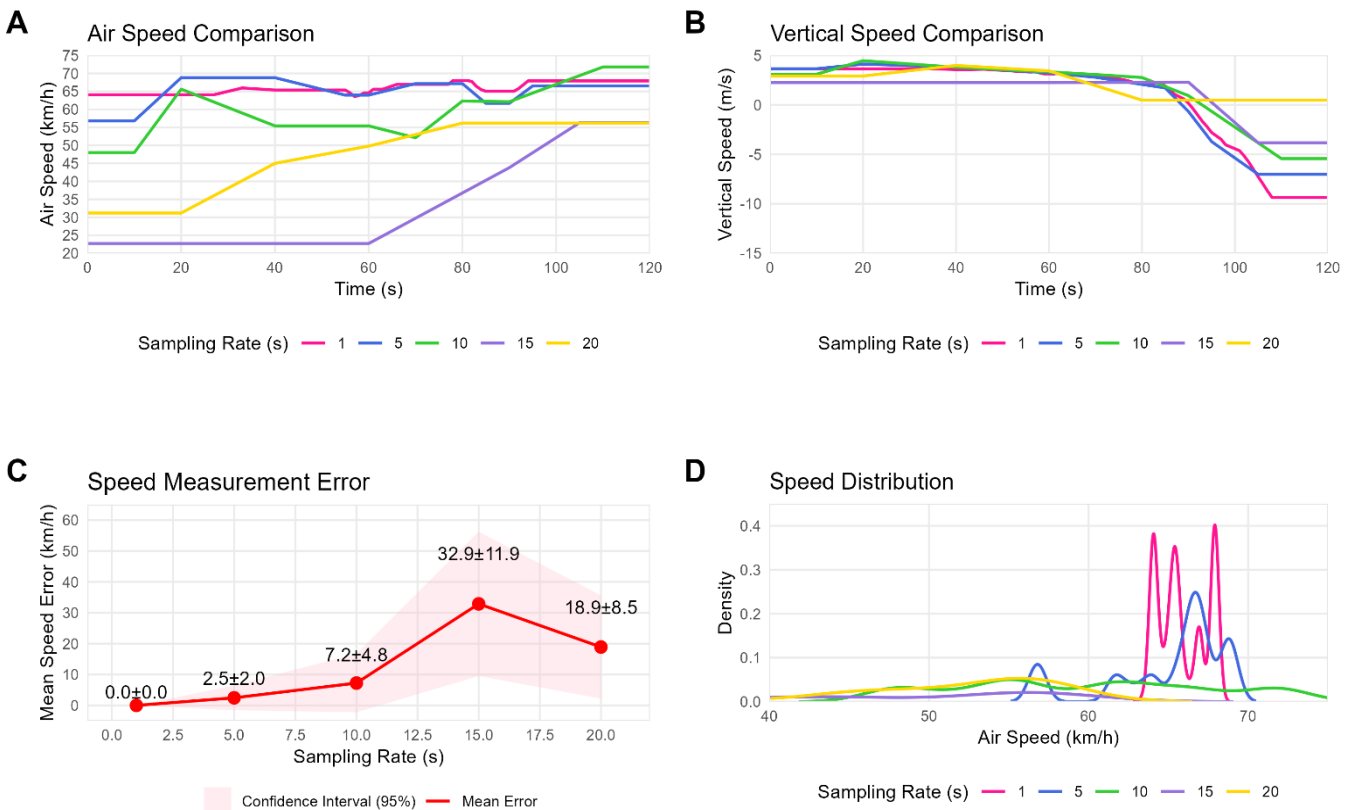 A
Air Speed Comparison
Air Speed (km/h)
75
70
65
60
55
50
45
40
35
30
25
20
0 20 40 60 80 100 120
Time (s)
Sampling Rate (s) 1 5 10 15 20
B
Vertical Speed Comparison
Vertical Speed (m/s)
5
0
-5
-10
-15
0 20 40 60 80 100 120
Time (s)
Sampling Rate (s) 1 5 10 15 20
C
Speed Measurement Error
Mean Speed Error (km/h)
60
50
40
30
20
10
0
0.0±0.0
2.5±2.0
7.2±4.8
32.9±11.9
18.9±8.5
0.0 2.5 5.0 7.5 10.0 12.5 15.0 17.5 20.0
Sampling Rate (s)
Confidence Interval (95%) Mean Error
D
Speed Distribution
Density
0.4
0.3
0.2
0.1
0.0
40 50 60 70
Air Speed (km/h)
Sampling Rate (s) 1 5 10 15 20